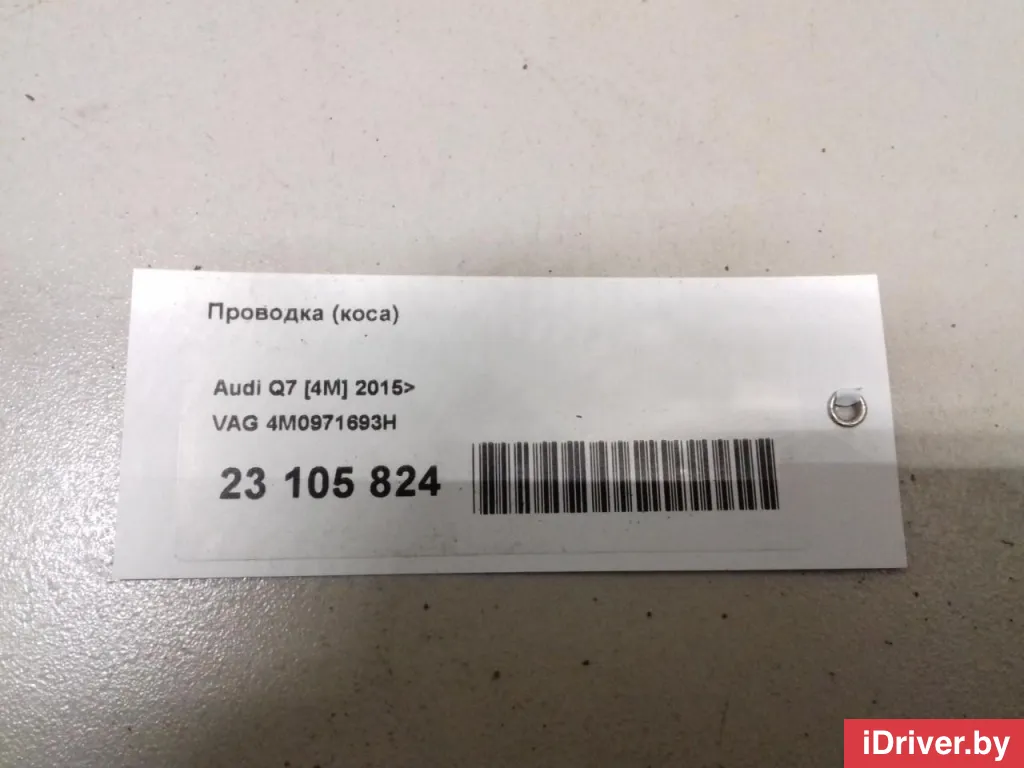 Проводка (коса)
Audi Q7 [4M] 2015>
VAG 4M0971693H
23 105 824
iDriver.by